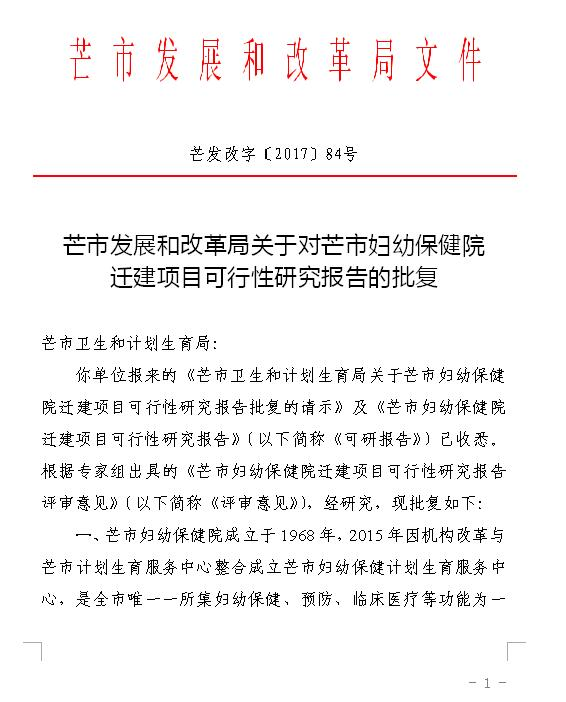 芒市发展和改革局文件
芒发改字〔2017〕84号
芒市发展和改革局关于对芒市妇幼保健院
迁建项目可行性研究报告的批复
芒市卫生和计划生育局：
你单位报来的《芒市卫生和计划生育局关于芒市妇幼保健
院迁建项目可行性研究报告批复的请示》及《芒市妇幼保健院
迁建项目可行性研究报告》（以下简称《可研报告》）已收悉。
根据专家组出具的《芒市妇幼保健院迁建项目可行性研究报告
评审意见》（以下简称《评审意见》），经研究，现批复如下：
一、芒市妇幼保健院成立于1968年，2015年因机构改革与
芒市计划生育服务中心整合成立芒市妇幼保健计划生育服务中
心，是全市唯一一所集妇幼保健、预防、临床医疗等功能为一
- 1 -